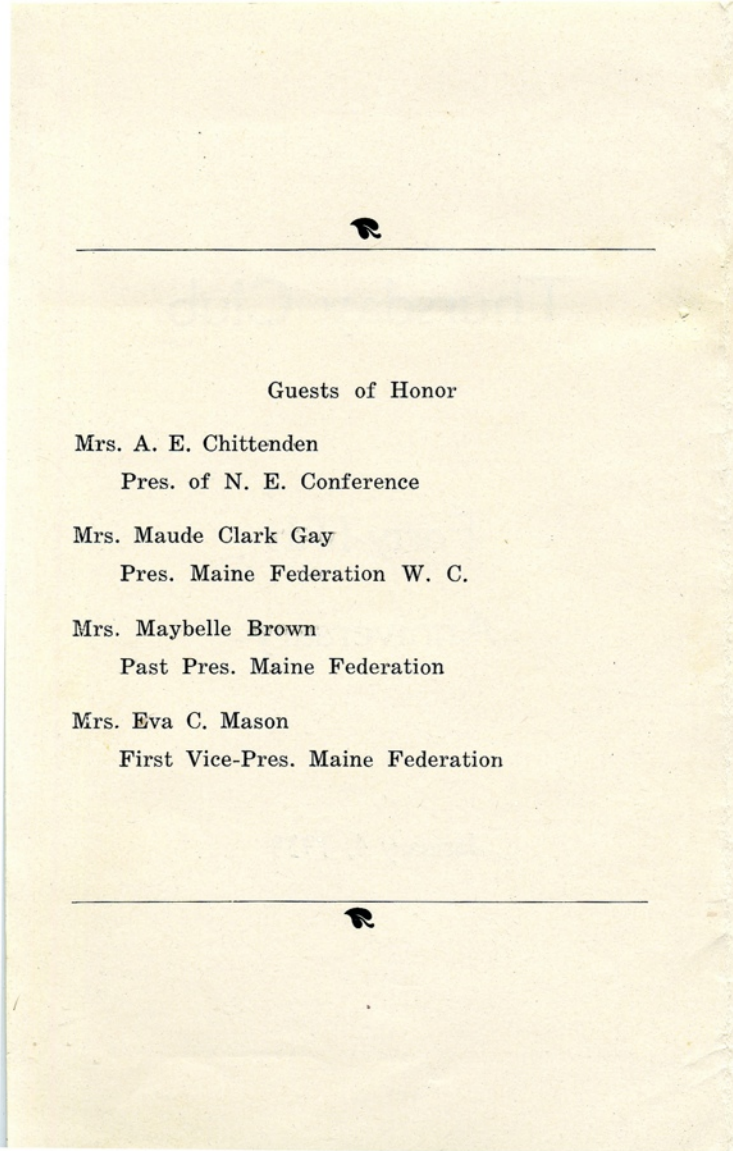 Guests of Honor
Mrs. A. E. Chittenden
Pres. of N. E. Conference
Mrs. Maude Clark Gay
Pres. Maine Federation W. C.
Mrs. Maybelle Brown
Past Pres. Maine Federation
Mrs. Eva C. Mason
First Vice-Pres. Maine Federation